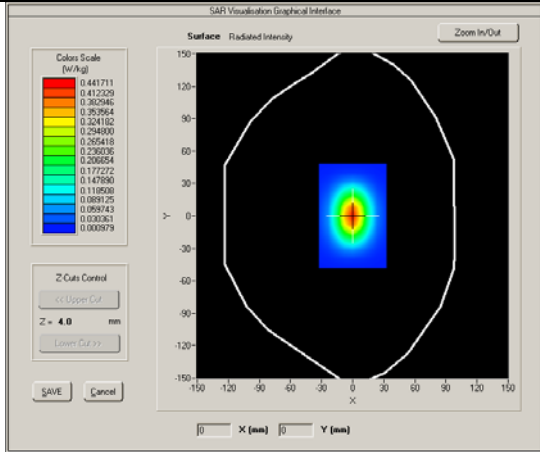 SAR Visualisation Graphical Interface
Surface Radiated Intensity
Zoom In/Out
Colors Scale
(W/kg)
0.441711
0.412329
0.382946
0.353564
0.324182
0.294800
0.265418
0.236036
0.206654
0.177272
0.147890
0.118508
0.089125
0.059743
0.030361
0.000979
Z-Cuts Control
<< Upper Cut
Z = 4.0 mm
Lower Cut >>
SAVE
Cancel
Y
150
120
90
60
30
0
-30
-60
-90
-120
-150
-150 -120 -90 -60 -30 0 30 60 90 120 150
X
0 X (mm) 0 Y (mm)